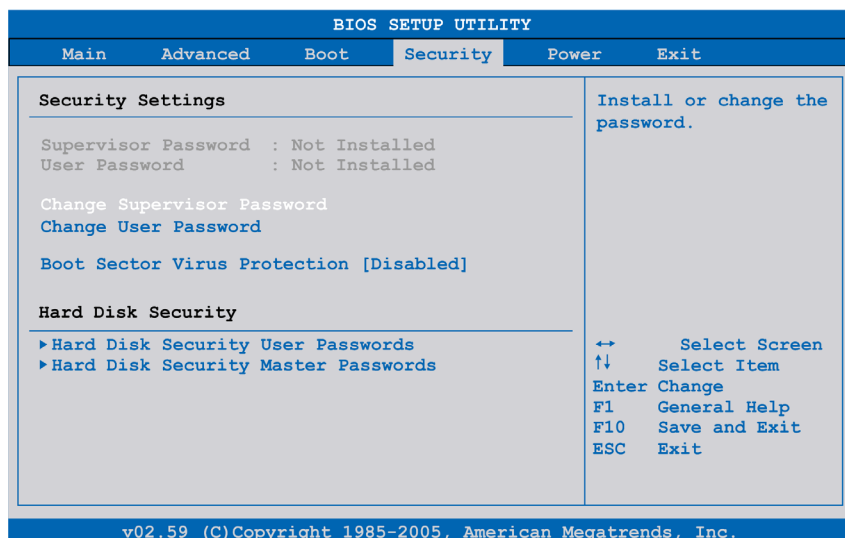 BIOS SETUP UTILITY
Main Advanced Boot Security Power Exit
Security Settings
Supervisor Password : Not Installed
User Password : Not Installed
Change Supervisor Password
Change User Password
Boot Sector Virus Protection [Disabled]
Hard Disk Security
Hard Disk Security User Passwords
Hard Disk Security Master Passwords
Install or change the
password.
↔ Select Screen
↑↓ Select Item
Enter Change
F1 General Help
F10 Save and Exit
ESC Exit
v02.59 (C)Copyright 1985-2005, American Megatrends, Inc.